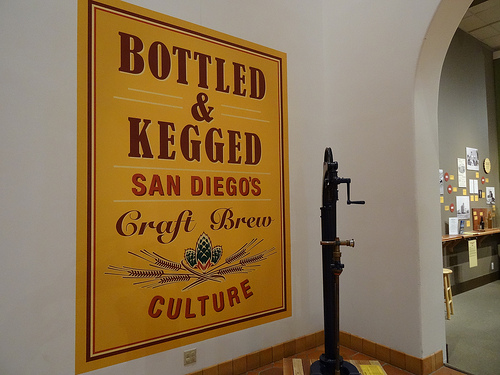 BOTTLED
&
KEGGED
SAN DIEGO'S
Craft Brew
CULTURE